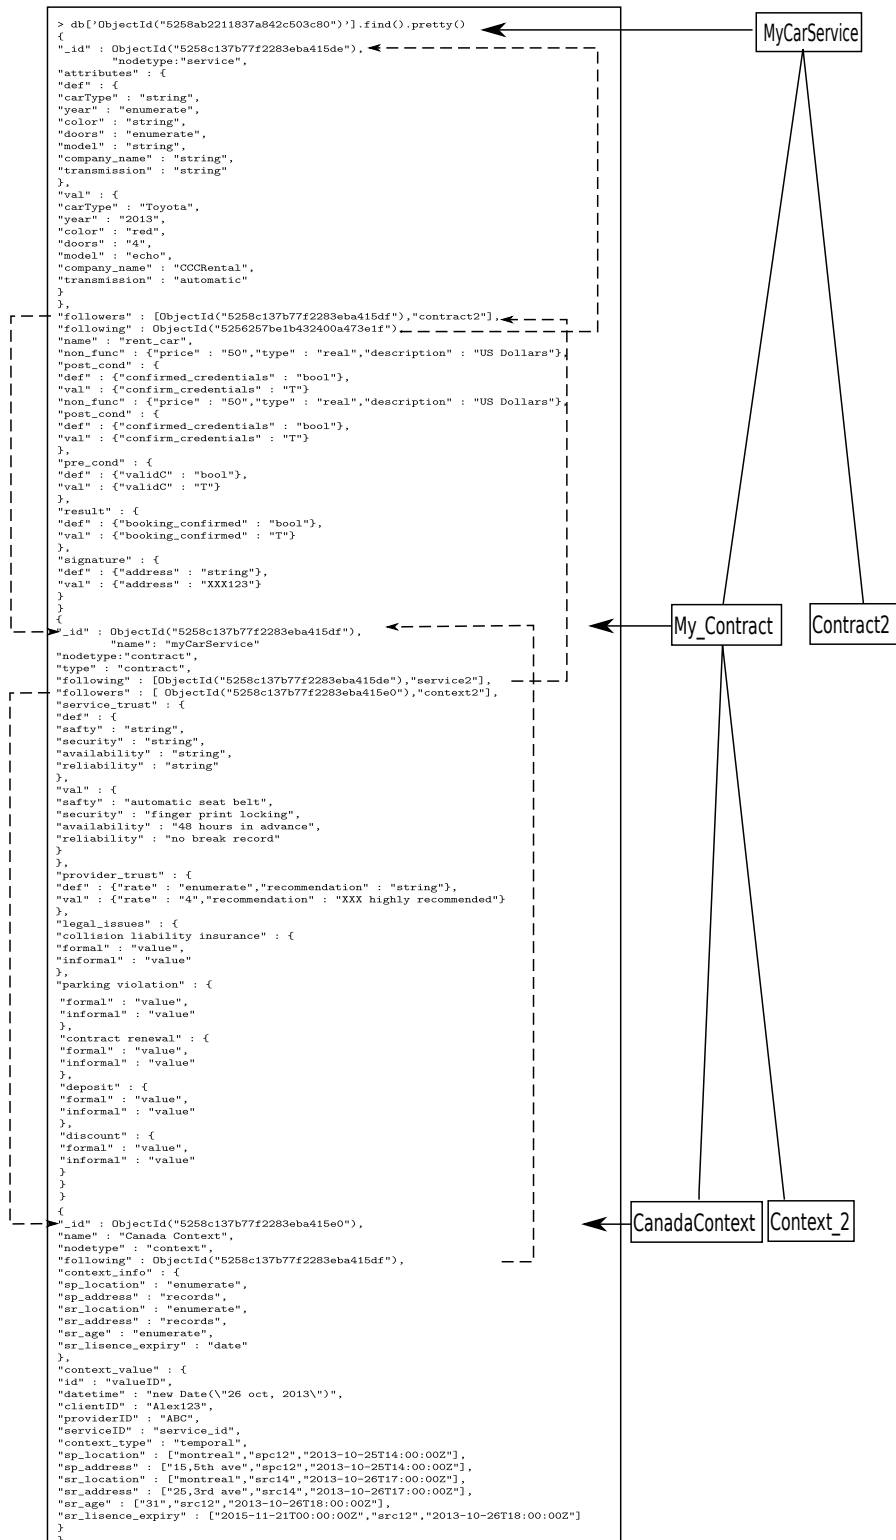 > db['ObjectId("5258ab2211837a842c503c80")'].find().pretty()
{
"_id" : ObjectId("5258c137b77f2283eba415de"),
"nodetype:"service",
"attributes" : {
"def" : {
"carType" : "string",
"year" : "enumerate",
"color" : "string",
"doors" : "enumerate",
"model" : "string",
"company_name" : "string",
"transmission" : "string"
},
"val" : {
"carType" : "Toyota",
"year" : "2013",
"color" : "red",
"doors" : "4",
"model" : "echo",
"company_name" : "CCCRental",
"transmission" : "automatic"
}
},
"followers" : [ObjectId("5258c137b77f2283eba415df"),"contract2"],
"following" : ObjectId("5256257be1b432400a473e1f"),
"name" : "rent_car",
"non_func" : {"price" : "50","type" : "real","description" : "US Dollars"},
"post_cond" : {
"def" : {"confirmed_credentials" : "bool"},
"val" : {"confirm_credentials" : "T"}
"non_func" : {"price" : "50","type" : "real","description" : "US Dollars"},
"post_cond" : {
"def" : {"confirmed_credentials" : "bool"},
"val" : {"confirm_credentials" : "T"}
},
"pre_cond" : {
"def" : {"validC" : "bool"},
"val" : {"validC" : "T"}
},
"result" : {
"def" : {"booking_confirmed" : "bool"},
"val" : {"booking_confirmed" : "T"}
},
"signature" : {
"def" : {"address" : "string"},
"val" : {"address" : "XXX123"}
}
}
{
"_id" : ObjectId("5258c137b77f2283eba415df"),
"name": "myCarService"
"nodetype:"contract",
"type" : "contract",
"following" : [ObjectId("5258c137b77f2283eba415de"),"service2"],
"followers" : [ ObjectId("5258c137b77f2283eba415e0"),"context2"],
"service_trust" : {
"def" : {
"safty" : "string",
"security" : "string",
"availability" : "string",
"reliability" : "string"
},
"val" : {
"safty" : "automatic seat belt",
"security" : "finger print locking",
"availability" : "48 hours in advance",
"reliability" : "no break record"
}
},
"provider_trust" : {
"def" : {"rate" : "enumerate","recommendation" : "string"},
"val" : {"rate" : "4","recommendation" : "XXX highly recommended"}
},
"legal_issues" : {
"collision liability insurance" : {
"formal" : "value",
"informal" : "value"
},
"parking violation" : {
"formal" : "value",
"informal" : "value"
},
"contract renewal" : {
"formal" : "value",
"informal" : "value"
},
"deposit" : {
"formal" : "value",
"informal" : "value"
},
"discount" : {
"formal" : "value",
"informal" : "value"
}
}
}
{
"_id" : ObjectId("5258c137b77f2283eba415e0"),
"name" : "Canada Context",
"nodetype" : "context",
"following" : ObjectId("5258c137b77f2283eba415df"),
"context_info" : {
"sp_location" : "enumerate",
"sp_address" : "records",
"sr_location" : "enumerate",
"sr_address" : "records",
"sr_age" : "enumerate",
"sr_lisence_expiry" : "date"
},
"context_value" : {
"id" : "valueID",
"datetime" : "new Date(\"26 oct, 2013\")",
"clientID" : "Alex123",
"providerID" : "ABC",
"serviceID" : "service_id",
"context_type" : "temporal",
"sp_location" : ["montreal","spc12","2013-10-25T14:00:00Z"],
"sp_address" : ["15,5th ave","spc12","2013-10-25T14:00:00Z"],
"sr_location" : ["montreal","src14","2013-10-26T17:00:00Z"],
"sr_address" : ["25,3rd ave","src14","2013-10-26T17:00:00Z"],
"sr_age" : ["31","src12","2013-10-26T18:00:00Z"],
"sr_lisence_expiry" : ["2015-11-21T00:00:00Z","src12","2013-10-26T18:00:00Z"]
}
}
MyCarService
My_Contract
Contract2
CanadaContext
Context_2